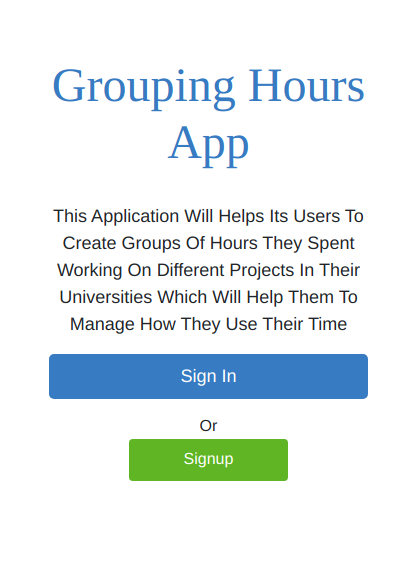 Grouping Hours
App
This Application Will Helps Its Users To
Create Groups Of Hours They Spent
Working On Different Projects In Their
Universities Which Will Help Them To
Manage How They Use Their Time
Sign In
Or
Signup